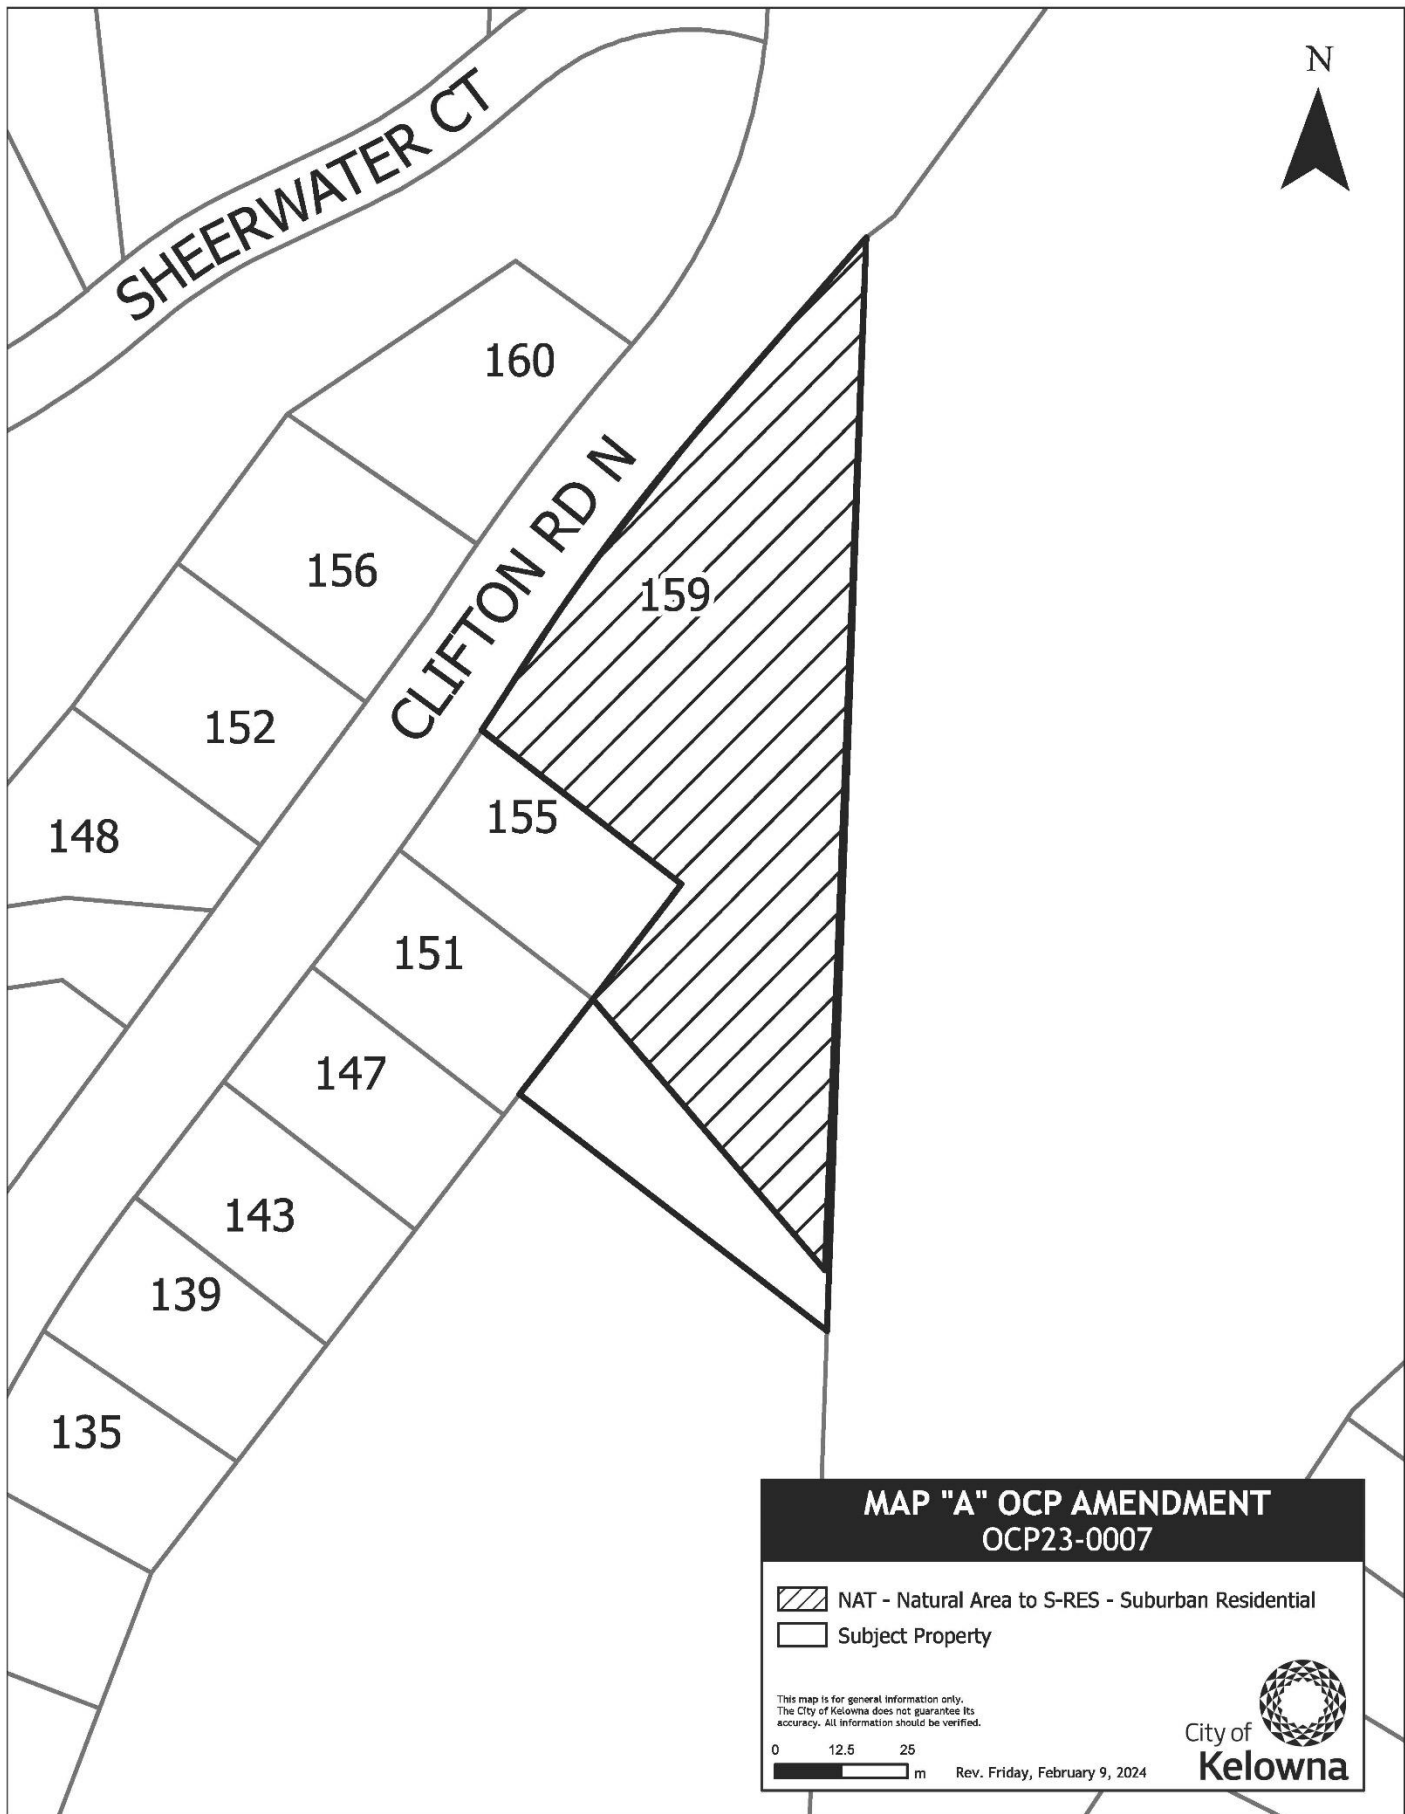 N
SHEERWATER CT
160
CLIFTON RD N
156
159
152
155
148
151
147
143
139
135
MAP "A" OCP AMENDMENT
OCP23-0007
NAT - Natural Area to S-RES - Suburban Residential
Subject Property
This map is for general information only.
The City of Kelowna does not guarantee its
accuracy. All information should be verified.
0 12.5 25
m
Rev. Friday, February 9, 2024
City of
Kelowna